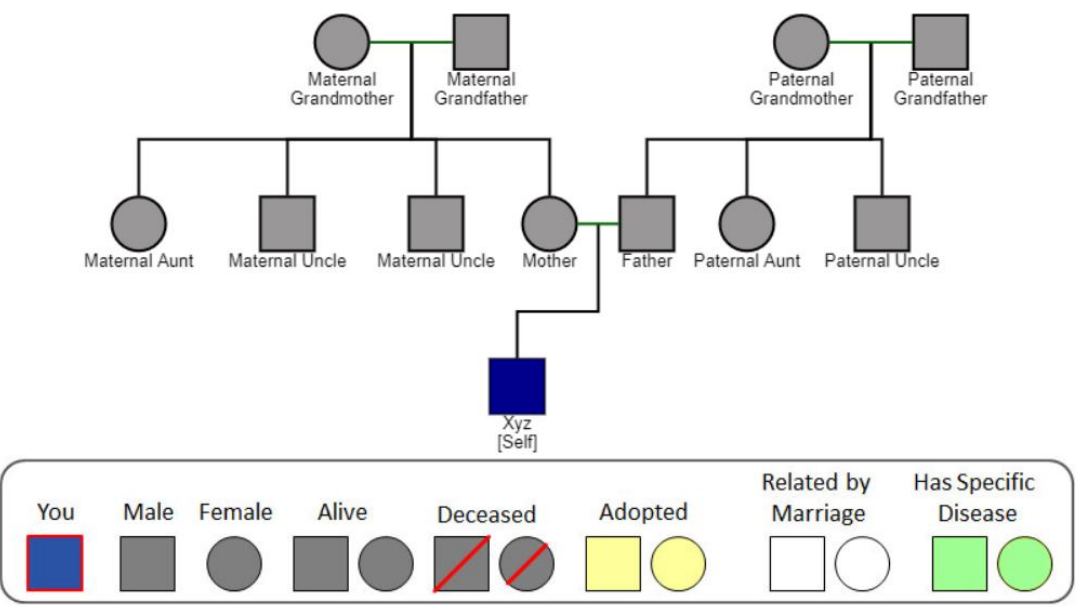 Maternal
Grandmother
Maternal
Grandfather
Paternal
Grandmother
Paternal
Grandfather
Maternal Aunt
Maternal Uncle
Maternal Uncle
Mother
Father
Paternal Aunt
Paternal Uncle
Xyz
[Self]
You
Male
Female
Alive
Deceased
Adopted
Related by
Marriage
Has Specific
Disease